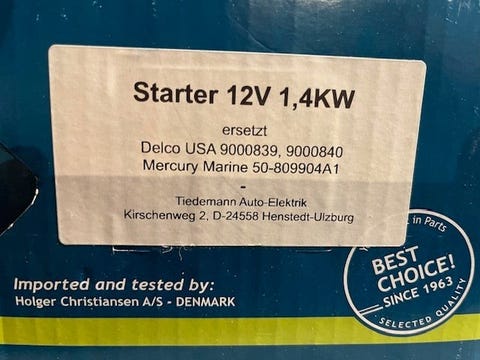 Starter 12V 1,4KW
ersetzt
Delco USA 9000839, 9000840
Mercury Marine 50-809904A1
-
Tiedemann Auto-Elektrik
Kirschenweg 2, D-24558 Henstedt-Ulzburg
in Parts
BEST
CHOICE!
SINCE 1963
SELECTED QUALITY
Imported and tested by:
Holger Christiansen A/S - DENMARK